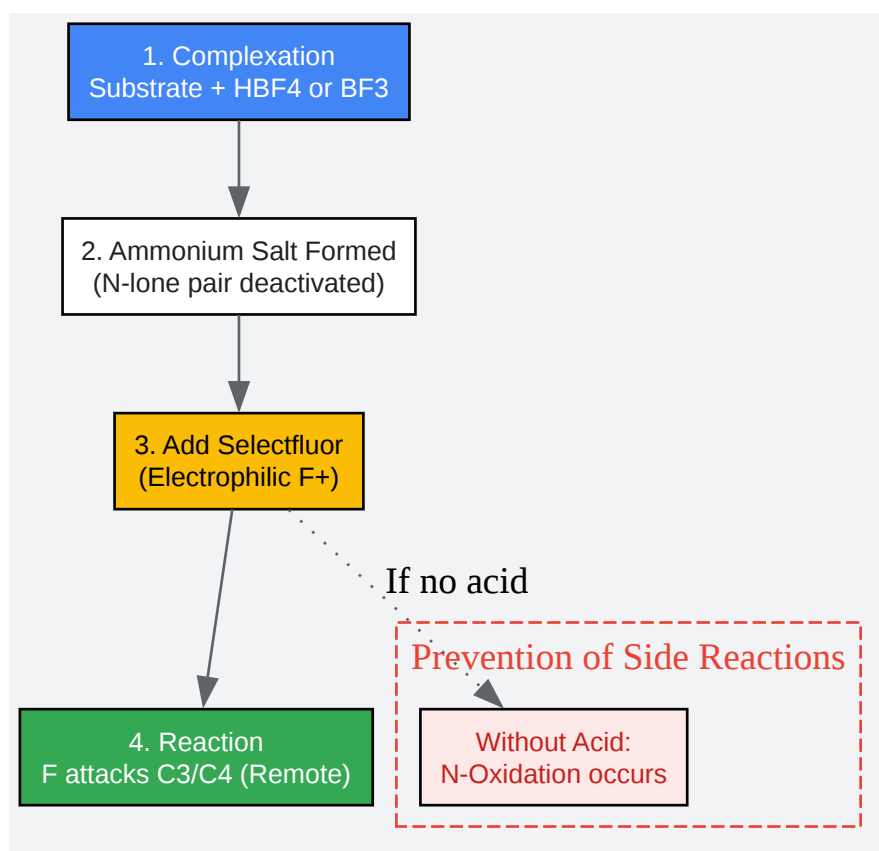 1. Complexation
Substrate + HBF4 or BF3
2. Ammonium Salt Formed
(N-lone pair deactivated)
3. Add Selectfluor
(Electrophilic F+)
If no acid
Prevention of Side Reactions
4. Reaction
F attacks C3/C4 (Remote)
Without Acid:
N-Oxidation occurs